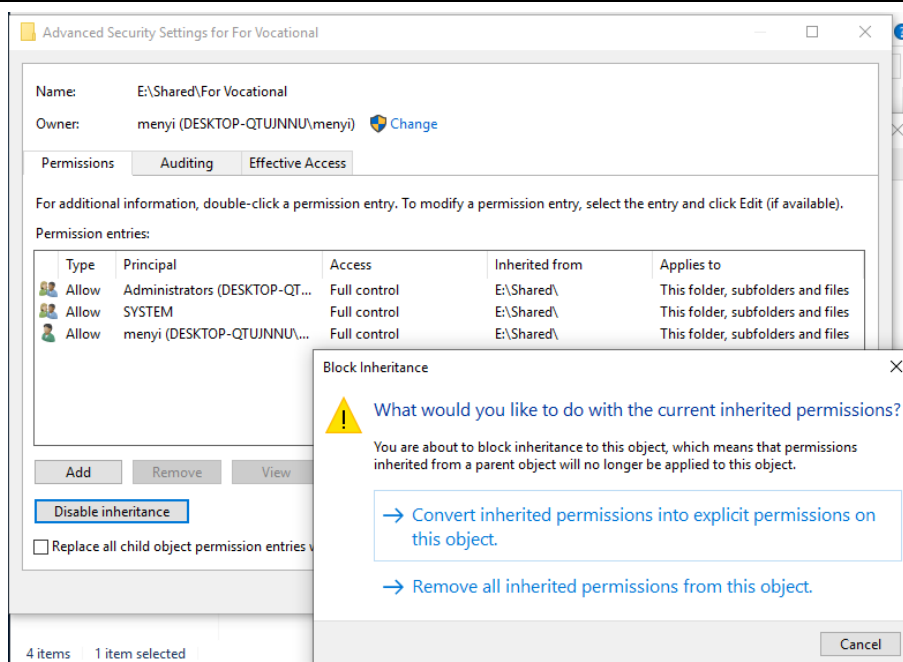 Advanced Security Settings for For Vocational
Name: E:\Shared\For Vocational
Owner: menyi (DESKTOP-QTUJNNU\menyi) Change
Permissions Auditing Effective Access
For additional information, double-click a permission entry. To modify a permission entry, select the entry and click Edit (if available).
Permission entries:
Type Principal Access Inherited from Applies to
Allow Administrators (DESKTOP-QT... Full control E:\Shared\ This folder, subfolders and files
Allow SYSTEM Full control E:\Shared\ This folder, subfolders and files
Allow menyi (DESKTOP-QTUJNNU\... Full control E:\Shared\ This folder, subfolders and files
Block Inheritance
What would you like to do with the current inherited permissions?
You are about to block inheritance to this object, which means that permissions
inherited from a parent object will no longer be applied to this object.
Convert inherited permissions into explicit permissions on
this object.
Remove all inherited permissions from this object.
Cancel
Add Remove View
Disable inheritance
Replace all child object permission entries
4 items 1 item selected